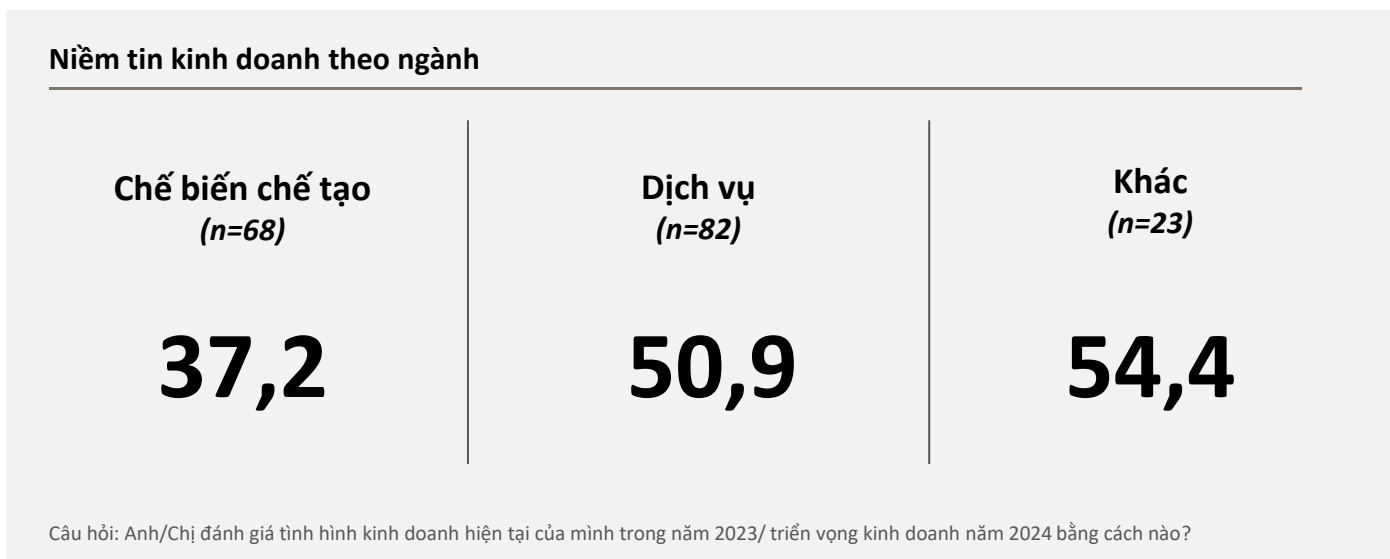 Niềm tin kinh doanh theo ngành
Chế biến chế tạo
(n=68)
37,2
Dịch vụ
(n=82)
50,9
Khác
(n=23)
54,4
Câu hỏi: Anh/Chị đánh giá tình hình kinh doanh hiện tại của mình trong năm 2023/ triển vọng kinh doanh năm 2024 bằng cách nào?